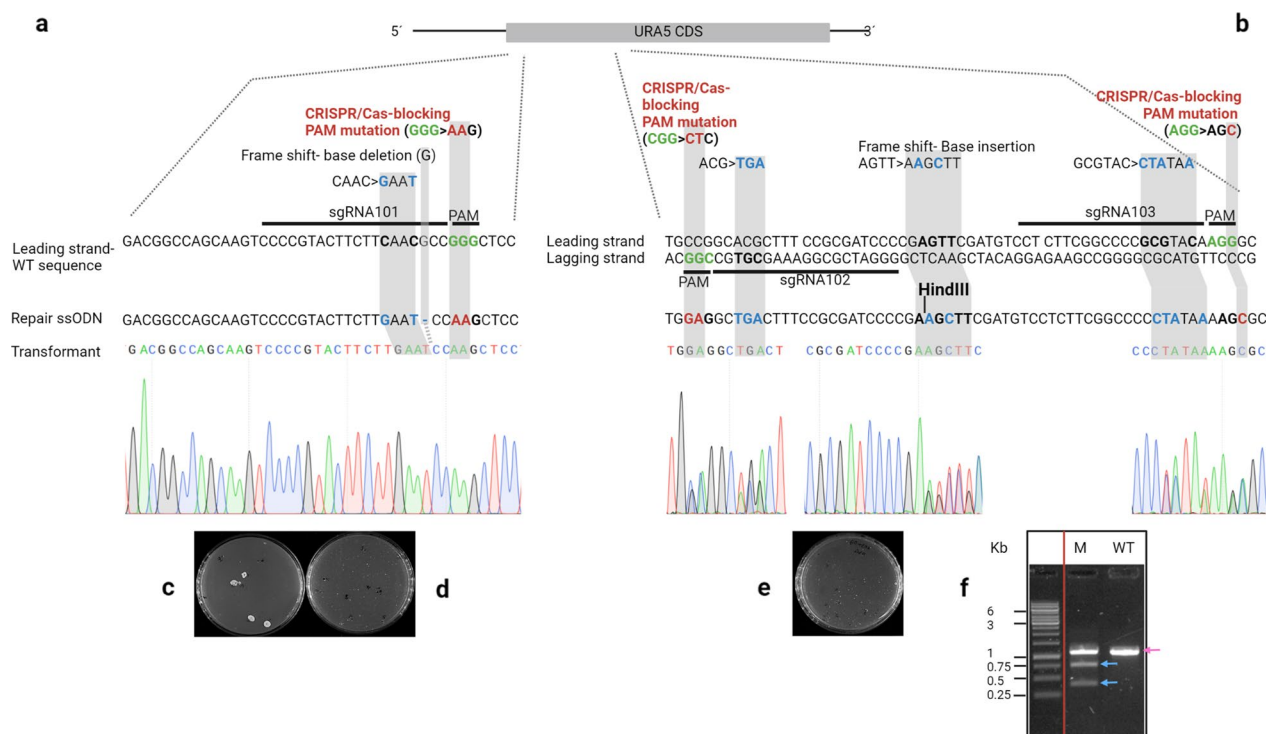 a
5´
URA5 CDS
3´
b
CRISPR/Cas-blocking
PAM mutation (GGG>AAG)
Frame shift- base deletion (G)
CAAC>GAAT
sgRNA101
PAM
Leading strand-
WT sequence
GACGGCCAGCAAGTCCCCGTACTTCTTCAACGCCGGGCTCC
Repair ssODN
GACGGCCAGCAAGTCCCCGTACTTCTTGAAT-CCAAGCTCC
Transformant
GACGGCCAGCAAGTCCCCGTACTTCTTGAATCCAAGCTCC
CRISPR/Cas-
blocking
PAM mutation
(CGG>CTC)
ACG>TGA
Frame shift- Base insertion
AGTT>AAGCTT
CRISPR/Cas-blocking
PAM mutation
(AGG>AGC)
GCGTAC>CTATAA
sgRNA103
PAM
Leading strand
TGCCGGCACGCTTT CCGCGATCCCCGAGTTCGATGTCCT CTTCGGCCCCGCGTACAAGGGC
Lagging strand
ACGGCCGTGCGAAAGGCGCTAGGGGCTCAAGCTACAGGAGAAGCCGGGGCGCATGTTCCCG
PAM
sgRNA102
HindIII
TGGAGGCTGACTTTCCGCGATCCCCGAAGCTTCGATGTCCTCTTCGGCCCCCTATAAAAGCGC
TGGAGGCTGACT
CGCGATCCCCGAAGCTTC
CCCTATAAAAGCGC
c
d
e
f
Kb
M
WT
6
3
1
0.75
0.5
0.25